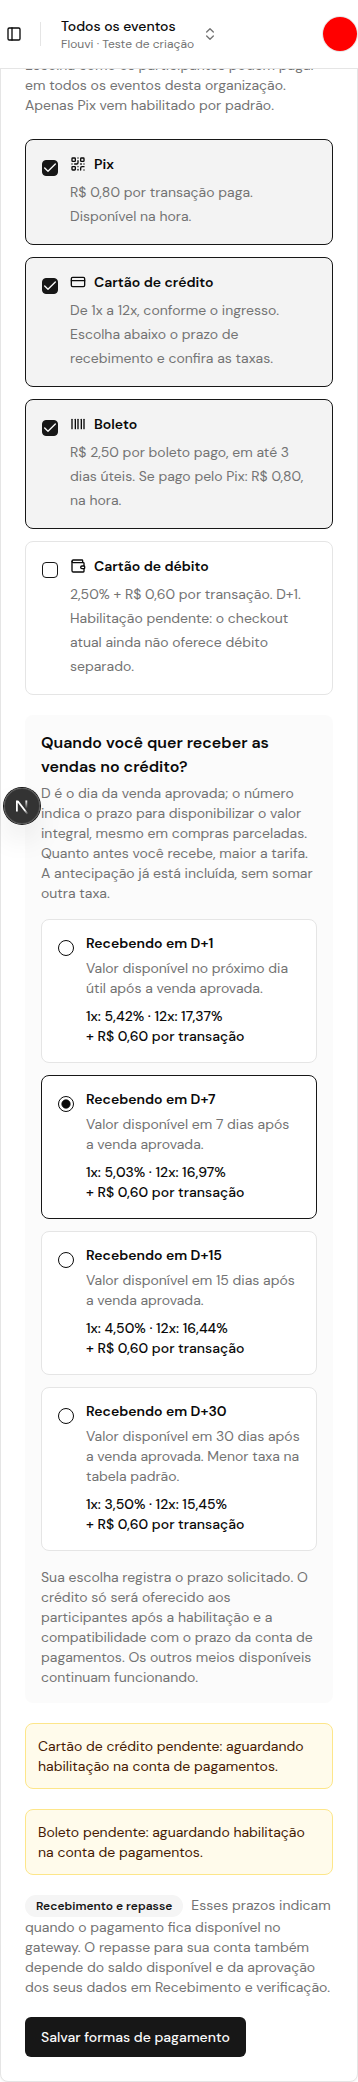 Todos os eventos
Flouvi · Teste de criação
em todos os eventos desta organização.
Apenas Pix vem habilitado por padrão.
Pix
R$ 0,80 por transação paga.
Disponível na hora.
Cartão de crédito
De 1x a 12x, conforme o ingresso.
Escolha abaixo o prazo de
recebimento e confira as taxas.
Boleto
R$ 2,50 por boleto pago, em até 3
dias úteis. Se pago pelo Pix: R$ 0,80,
na hora.
Cartão de débito
2,50% + R$ 0,60 por transação. D+1.
Habilitação pendente: o checkout
atual ainda não oferece débito
separado.
Quando você quer receber as
vendas no crédito?
D é o dia da venda aprovada; o número
indica o prazo para disponibilizar o valor
integral, mesmo em compras parceladas.
Quanto antes você recebe, maior a tarifa.
A antecipação já está incluída, sem somar
outra taxa.
N
Recebendo em D+1
Valor disponível no próximo dia
útil após a venda aprovada.
1x: 5,42% · 12x: 17,37%
+ R$ 0,60 por transação
Recebendo em D+7
Valor disponível em 7 dias após
a venda aprovada.
1x: 5,03% · 12x: 16,97%
+ R$ 0,60 por transação
Recebendo em D+15
Valor disponível em 15 dias após
a venda aprovada.
1x: 4,50% · 12x: 16,44%
+ R$ 0,60 por transação
Recebendo em D+30
Valor disponível em 30 dias após
a venda aprovada. Menor taxa na
tabela padrão.
1x: 3,50% · 12x: 15,45%
+ R$ 0,60 por transação
Sua escolha registra o prazo solicitado. O
crédito só será oferecido aos
participantes após a habilitação e a
compatibilidade com o prazo da conta de
pagamentos. Os outros meios disponíveis
continuam funcionando.
Cartão de crédito pendente: aguardando
habilitação na conta de pagamentos.
Boleto pendente: aguardando habilitação
na conta de pagamentos.
Recebimento e repasse Esses prazos indicam
quando o pagamento fica disponível no
gateway. O repasse para sua conta também
depende do saldo disponível e da aprovação
dos seus dados em Recebimento e verificação.
Salvar formas de pagamento